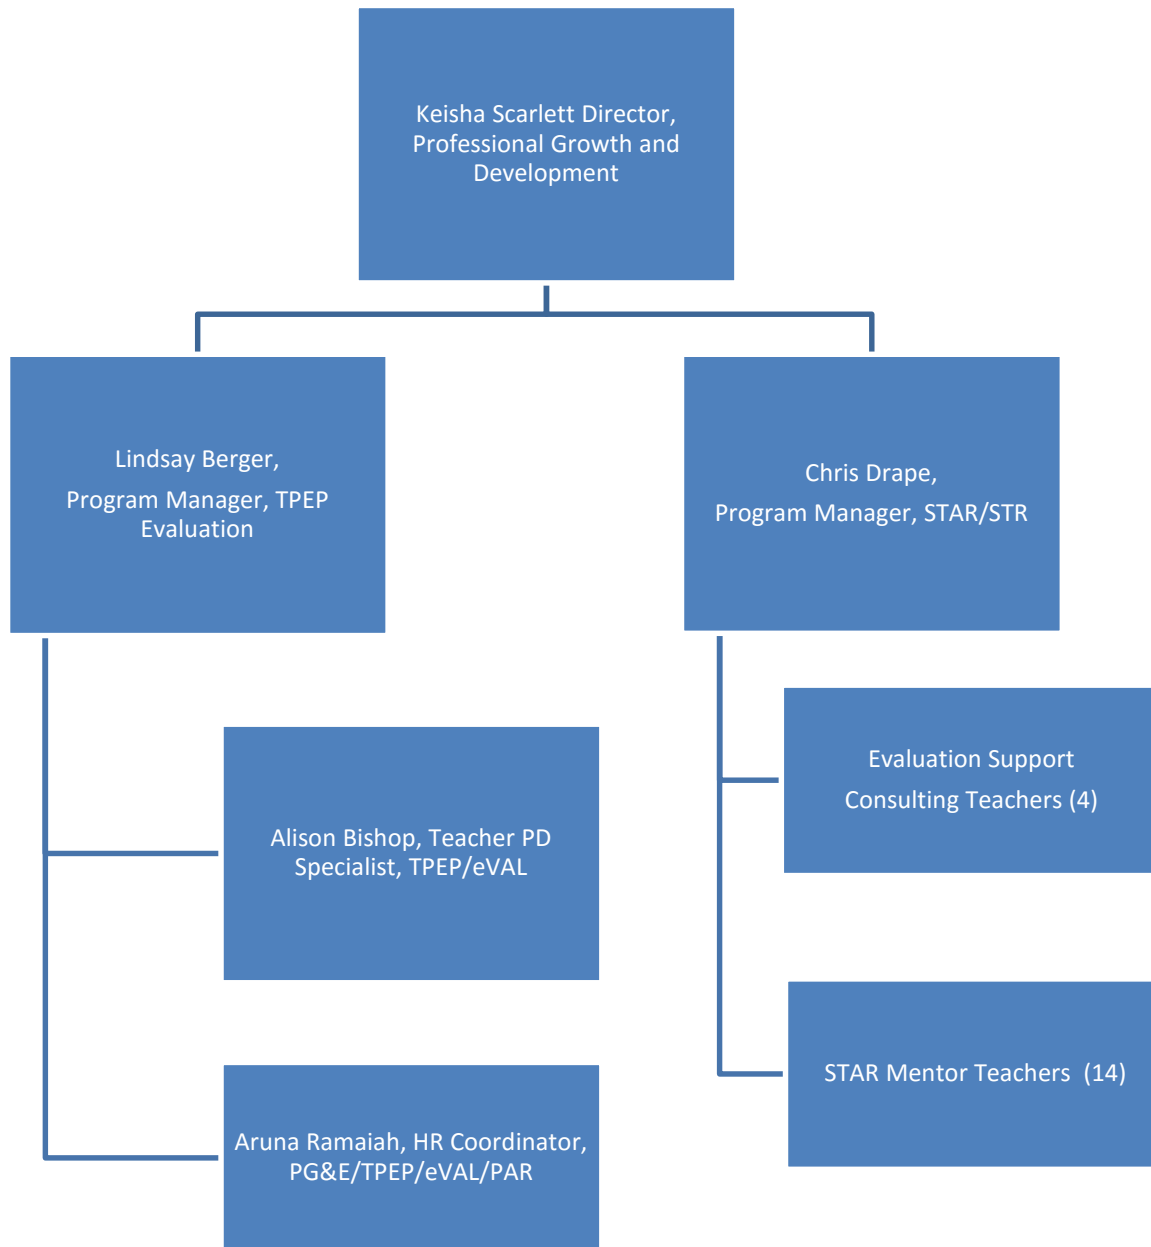 Keisha Scarlett Director,
Professional Growth and
Development
Lindsay Berger,
Program Manager, TPEP
Evaluation
Chris Drape,
Program Manager, STAR/STR
Evaluation Support
Consulting Teachers (4)
Alison Bishop, Teacher PD
Specialist, TPEP/eVAL
STAR Mentor Teachers  (14)
Aruna Ramaiah, HR Coordinator,
PG&E/TPEP/eVAL/PAR